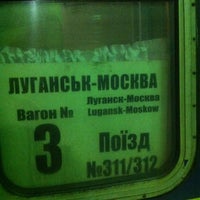 ЛУГАНСЬК-МОСКВА
Луганск-Москва
Lugansk-Moskow
Вагон №
3
Поїзд
№311/312